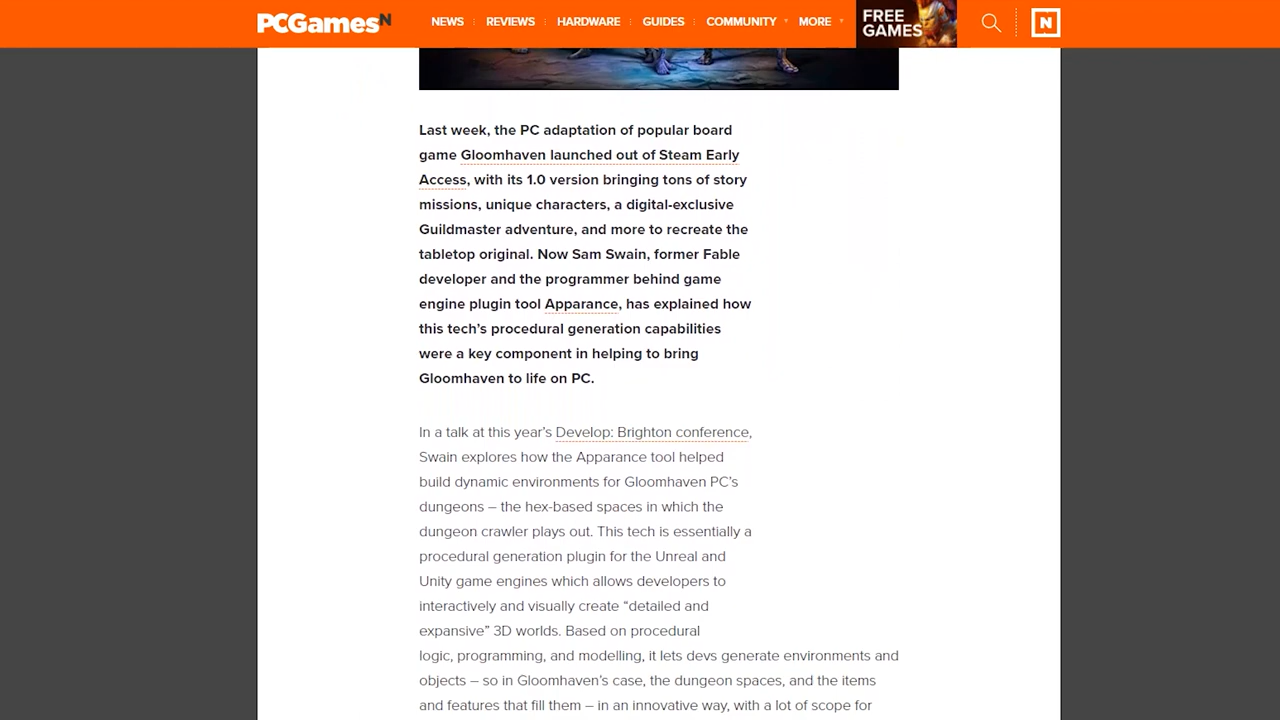 PCGamesN NEWS REVIEWS HARDWARE GUIDES COMMUNITY MORE FREE GAMES N
Last week, the PC adaptation of popular board
game Gloomhaven launched out of Steam Early
Access, with its 1.0 version bringing tons of story
missions, unique characters, a digital-exclusive
Guildmaster adventure, and more to recreate the
tabletop original. Now Sam Swain, former Fable
developer and the programmer behind game
engine plugin tool Apparance, has explained how
this tech's procedural generation capabilities
were a key component in helping to bring
Gloomhaven to life on PC.
In a talk at this year's Develop: Brighton conference,
Swain explores how the Apparance tool helped
build dynamic environments for Gloomhaven PC's
dungeons – the hex-based spaces in which the
dungeon crawler plays out. This tech is essentially a
procedural generation plugin for the Unreal and
Unity game engines which allows developers to
interactively and visually create “detailed and
expansive” 3D worlds. Based on procedural
logic, programming, and modelling, it lets devs generate environments and
objects – so in Gloomhaven's case, the dungeon spaces, and the items
and features that fill them – in an innovative way, with a lot of scope for